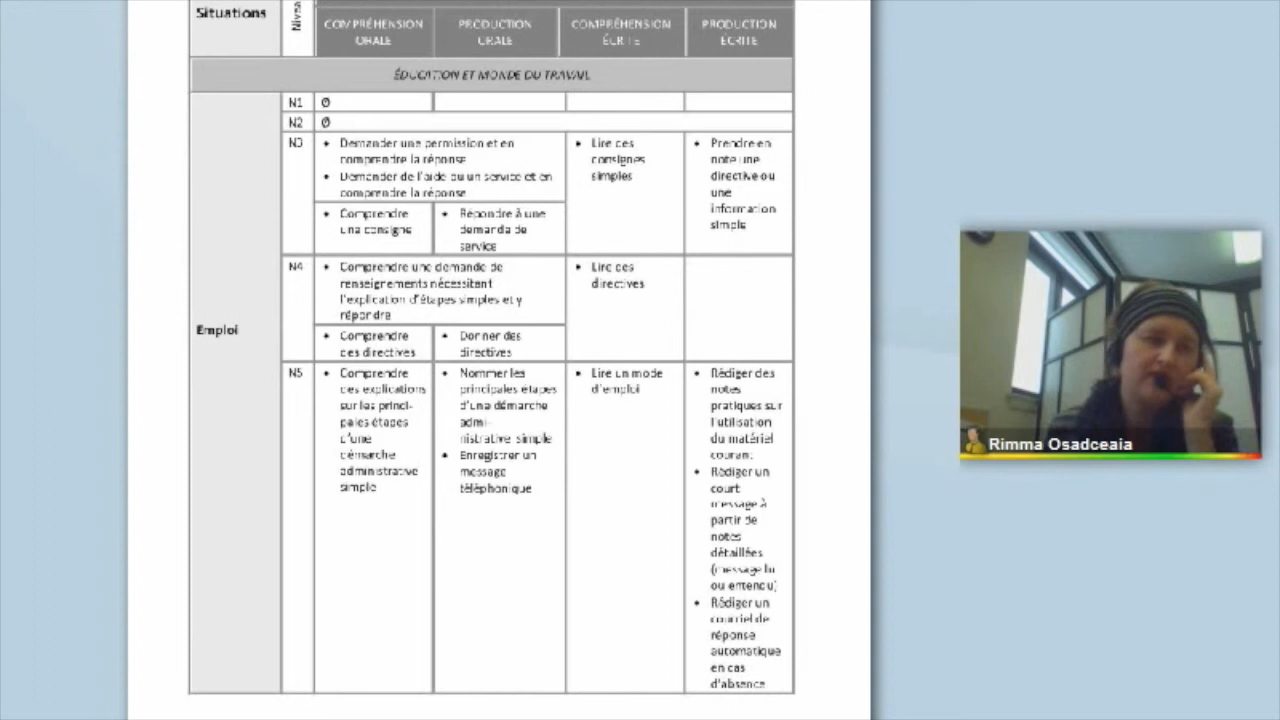 Situations
Nivea
COMPRÉHENSION
ORALE
PRODUCTION
ORALE
COMPRÉHENSION
ÉCRITE
PRODUCTION
ÉCRITE
ÉDUCATION ET MONDE DU TRAVAIL
Emploi
N1
Ø
N2
Ø
N3
• Demander une permission et en
comprendre la réponse
• Demander de l'aide ou un service et en
comprendre la réponse
• Comprendre
une consigne
• Répondre à une
demande de
service
• Lire des
consignes
simples
• Prendre en
note une
directive ou
une
information
simple
N4
• Comprendre une demande de
renseignements nécessitant
l'explication d'étapes simples et y
répondre
• Comprendre
des directives
• Donner des
directives
• Lire des
directives
N5
• Comprendre
des explications
sur les princi-
pales étapes
d'une
démarche
administrative
simple
• Nommer les
principales étapes
d'une démarche
admi-
nistrative simple
• Enregistrer un
message
téléphonique
• Lire un mode
d'emploi
• Rédiger des
notes
pratiques sur
l'utilisation
du matériel
courant
• Rédiger un
court
message à
partir de
notes
détaillées
(message lu
ou entendu)
• Rédiger un
courriel de
réponse
automatique
en cas
d'absence
Rimma Osadceaia